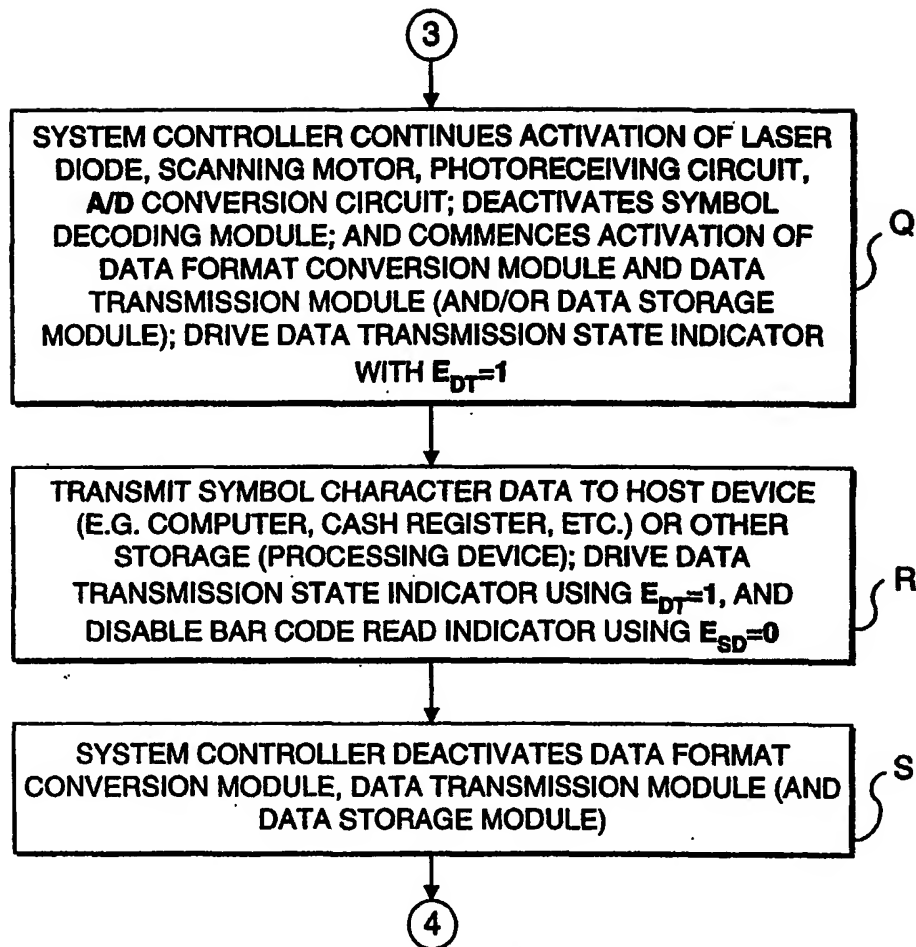 3
SYSTEM CONTROLLER CONTINUES ACTIVATION OF LASER
DIODE, SCANNING MOTOR, PHOTORECEIVING CIRCUIT,
A/D CONVERSION CIRCUIT; DEACTIVATES SYMBOL
DECODING MODULE; AND COMMENCES ACTIVATION OF
DATA FORMAT CONVERSION MODULE AND DATA
TRANSMISSION MODULE (AND/OR DATA STORAGE
MODULE); DRIVE DATA TRANSMISSION STATE INDICATOR
WITH E_DT=1
Q
TRANSMIT SYMBOL CHARACTER DATA TO HOST DEVICE
(E.G. COMPUTER, CASH REGISTER, ETC.) OR OTHER
STORAGE (PROCESSING DEVICE); DRIVE DATA
TRANSMISSION STATE INDICATOR USING E_DT=1, AND
DISABLE BAR CODE READ INDICATOR USING E_SD=0
R
SYSTEM CONTROLLER DEACTIVATES DATA FORMAT
CONVERSION MODULE, DATA TRANSMISSION MODULE (AND
DATA STORAGE MODULE)
S
4